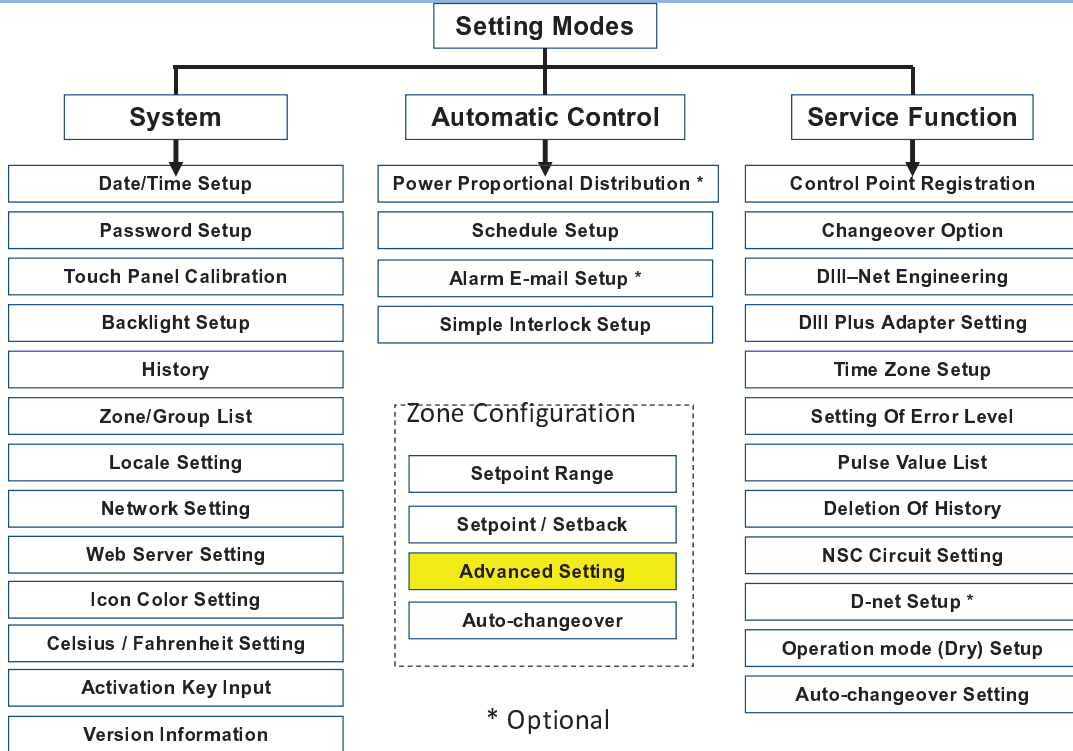 Setting Modes
System
Date/Time Setup
Password Setup
Touch Panel Calibration
Backlight Setup
History
Zone/Group List
Locale Setting
Network Setting
Web Server Setting
Icon Color Setting
Celsius / Fahrenheit Setting
Activation Key Input
Version Information
Automatic Control
Power Proportional Distribution *
Schedule Setup
Alarm E-mail Setup *
Simple Interlock Setup
Zone Configuration
Setpoint Range
Setpoint / Setback
Advanced Setting
Auto-changeover
* Optional
Service Function
Control Point Registration
Changeover Option
DIII–Net Engineering
DIII Plus Adapter Setting
Time Zone Setup
Setting Of Error Level
Pulse Value List
Deletion Of History
NSC Circuit Setting
D-net Setup *
Operation mode (Dry) Setup
Auto-changeover Setting